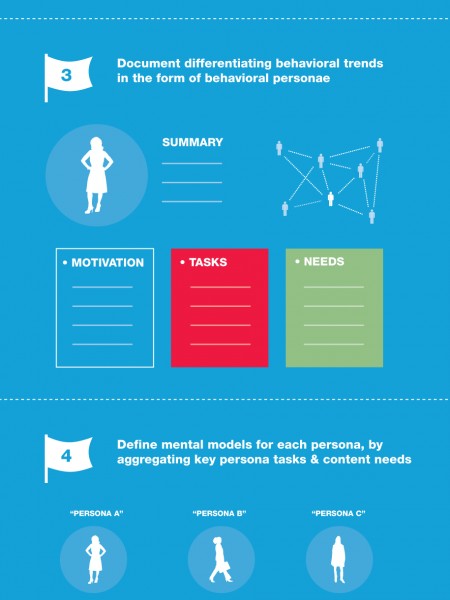 3
Document differentiating behavioral trends
in the form of behavioral personae
SUMMARY
• MOTIVATION
• TASKS
• NEEDS
4
Define mental models for each persona, by
aggregating key persona tasks & content needs
“PERSONA A”
“PERSONA B”
“PERSONA C”